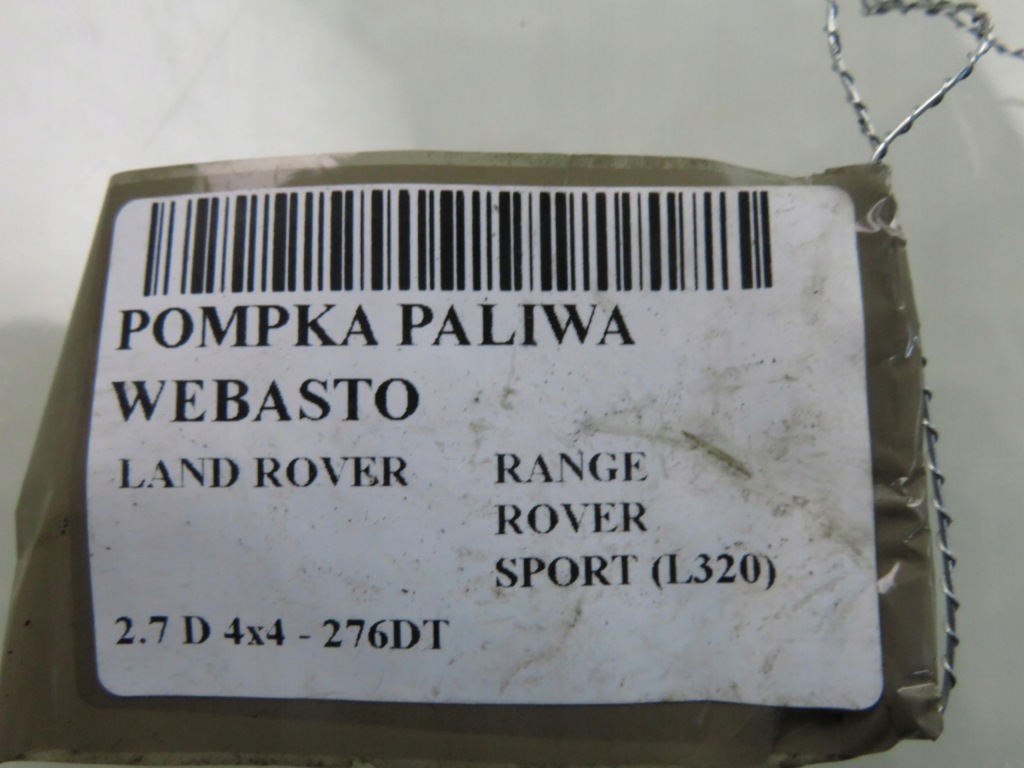 POMPKA PALIWA
WEBASTO
LAND ROVER
RANGE
ROVER
SPORT (L320)
2.7 D 4x4 - 276DT